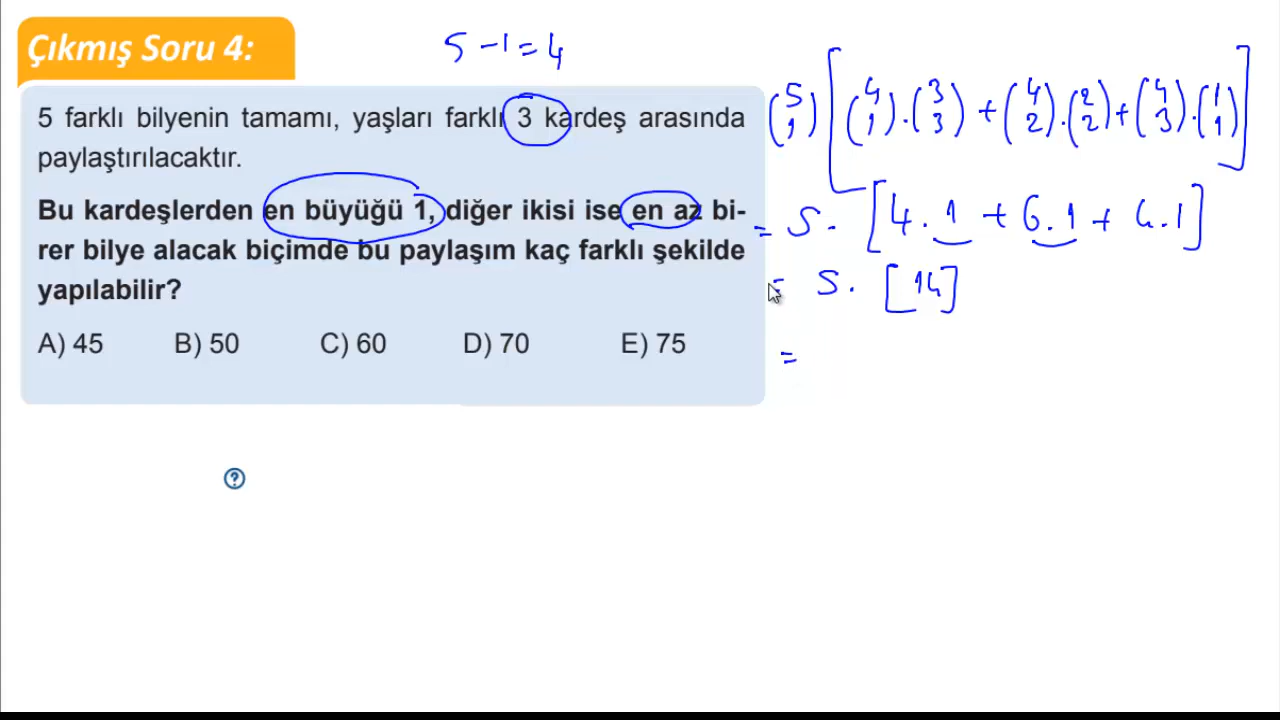 Çıkmış Soru 4:
5 - 1 = 4
5 farklı bilyenin tamamı, yaşları farklı 3 kardeş arasında
paylaştırılacaktır.
Bu kardeşlerden en büyüğü 1, diğer ikisi ise en az bi-
rer bilye alacak biçimde bu paylaşım kaç farklı şekilde
yapılabilir?
A) 45 B) 50 C) 60 D) 70 E) 75
(5 1) [(4 1).(3 3) + (4 2).(2 2) + (4 3).(1 1)]
= 5. [4.1 + 6.1 + 4.1]
= 5. [14]
=
?